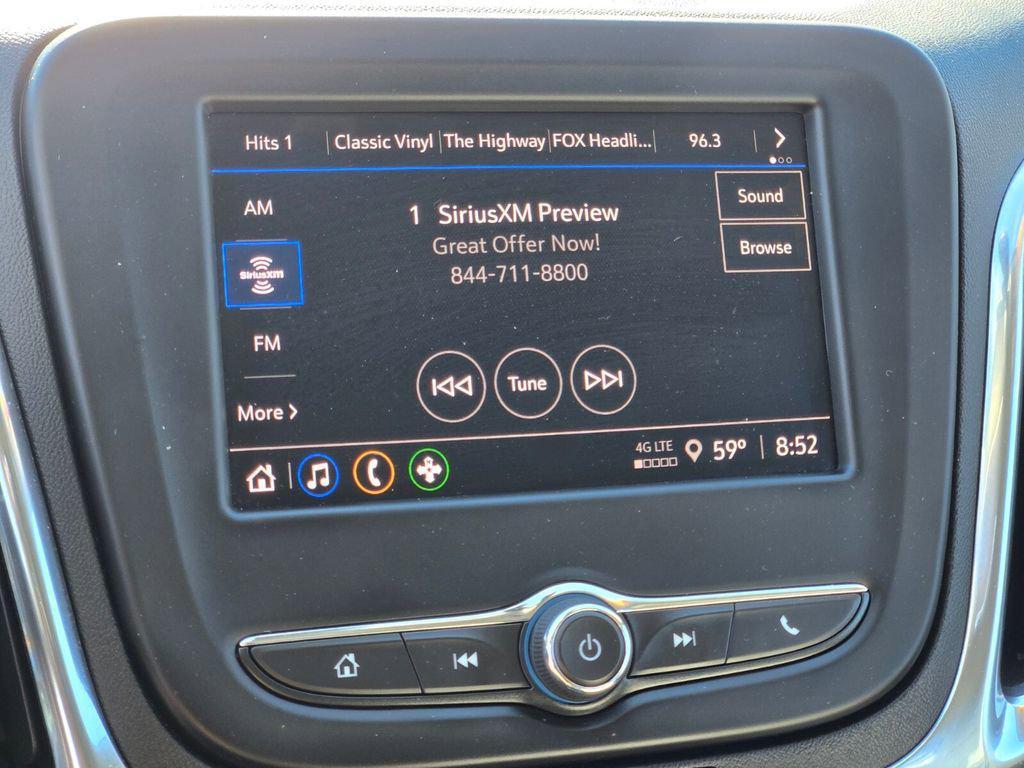 Hits 1 Classic Vinyl The Highway FOX Headli... 96.3
AM
1 SiriusXM Preview
Sound
Great Offer Now!
Browse
SiriusXM
844-711-8800
FM
Tune
More
4G LTE 59° 8:52